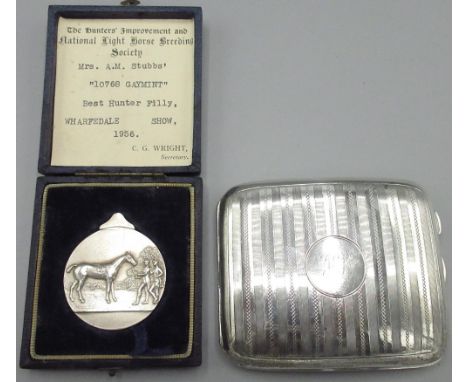 The Hunters' Improvement and
National Light Horse Breeding
Society
Mrs. A.M. Stubbs'
"10768 GAYMINT"
Best Hunter Filly,
WHARFEDALE SHOW,
1956.
C. G. WRIGHT,
Secretary.